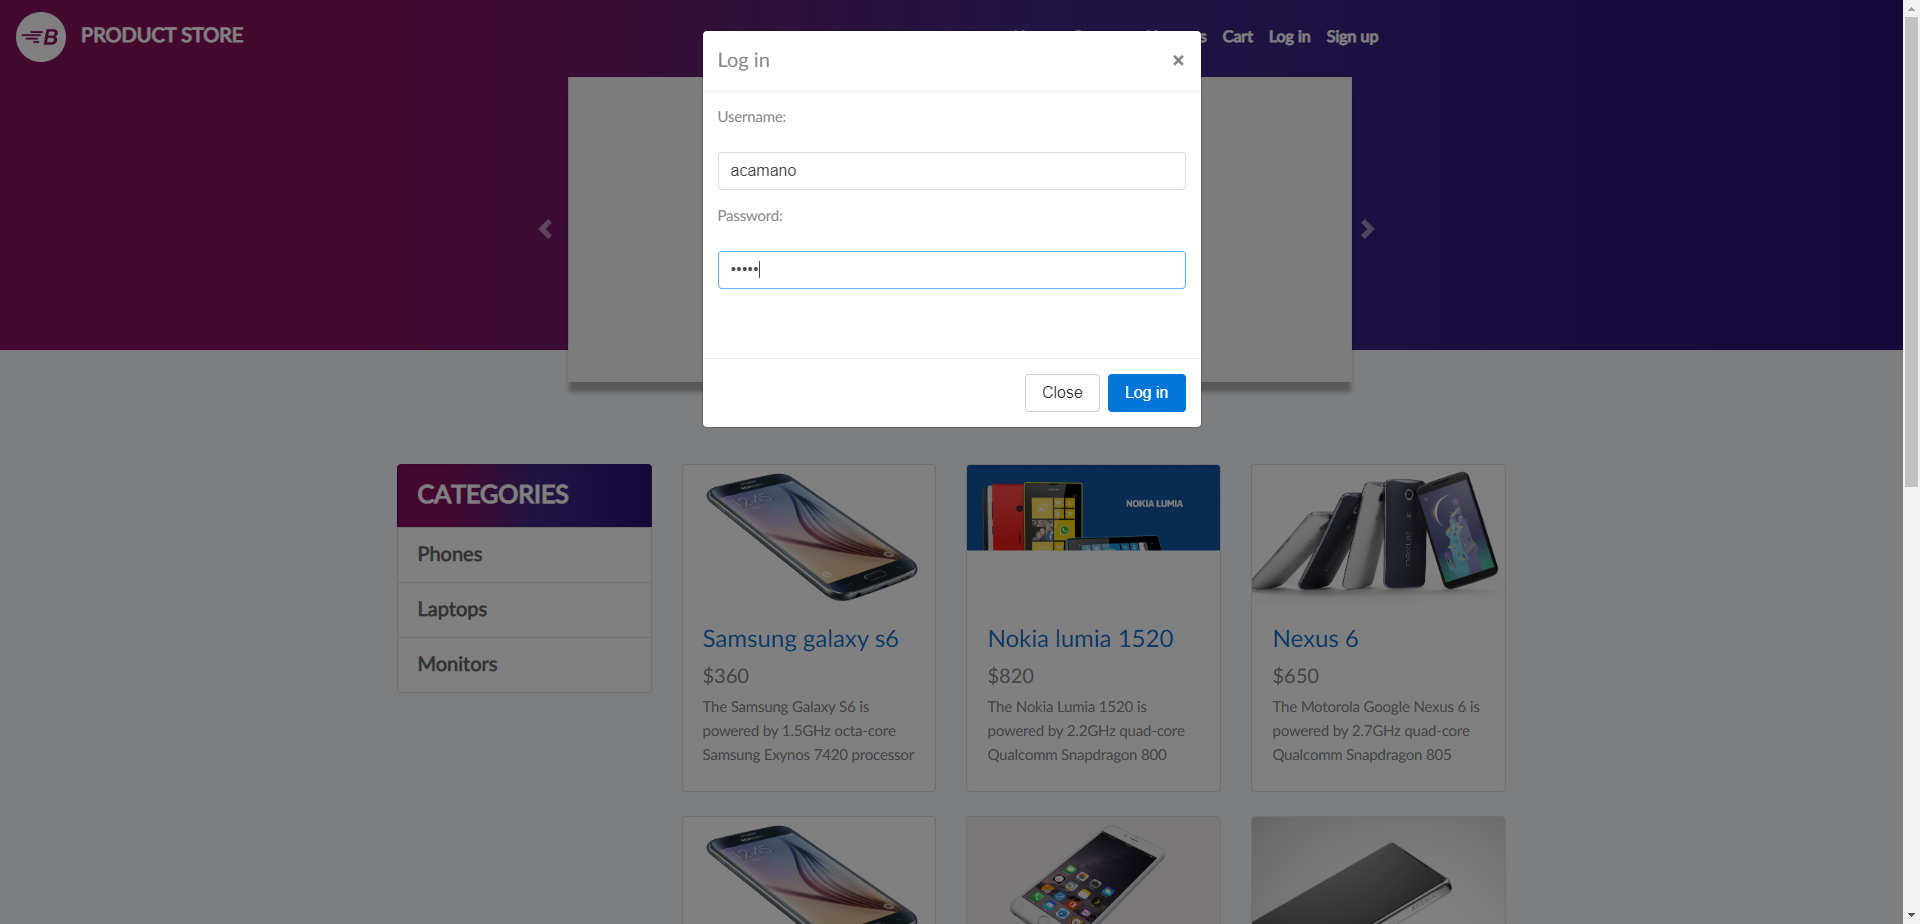 B PRODUCT STORE
Cart Log in Sign up
Log in ×
Username:
acamano
Password:
•••••
Close Log in
CATEGORIES
Phones
Laptops
Monitors
NOKIA LUMIA
nexus
Samsung galaxy s6
$360
The Samsung Galaxy S6 is
powered by 1.5GHz octa-core
Samsung Exynos 7420 processor
Nokia lumia 1520
$820
The Nokia Lumia 1520 is
powered by 2.2GHz quad-core
Qualcomm Snapdragon 800
Nexus 6
$650
The Motorola Google Nexus 6 is
powered by 2.7GHz quad-core
Qualcomm Snapdragon 805